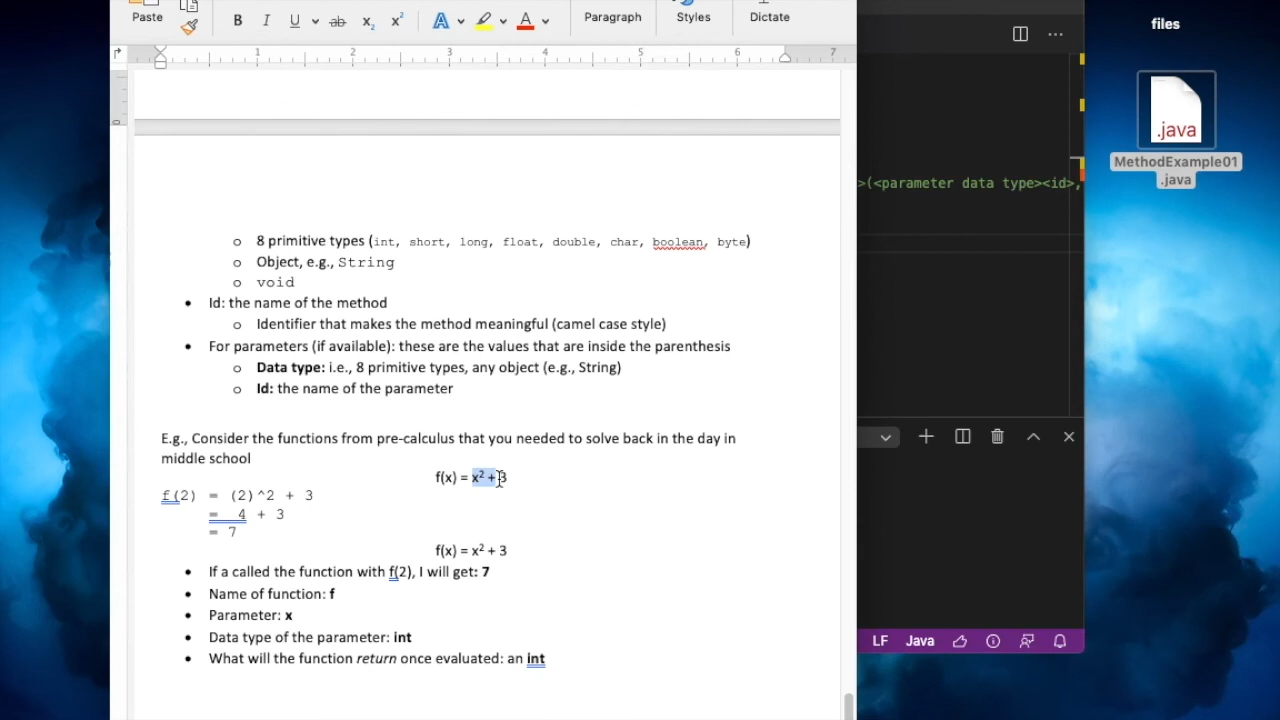 files
Paste
B I U ab x2 x2 A A
Paragraph
Styles
Dictate
1 2 3 4 5 6 7
.java
MethodExample01
.java
>(<parameter data type><id>,
o 8 primitive types (int, short, long, float, double, char, boolean, byte)
o Object, e.g., String
o void
• Id: the name of the method
o Identifier that makes the method meaningful (camel case style)
• For parameters (if available): these are the values that are inside the parenthesis
o Data type: i.e., 8 primitive types, any object (e.g., String)
o Id: the name of the parameter
E.g., Consider the functions from pre-calculus that you needed to solve back in the day in
middle school
f(x) = x² + 3
f(2) = (2)^2 + 3
= 4 + 3
= 7
f(x) = x² + 3
• If a called the function with f(2), I will get: 7
• Name of function: f
• Parameter: x
• Data type of the parameter: int
• What will the function return once evaluated: an int
LF Java